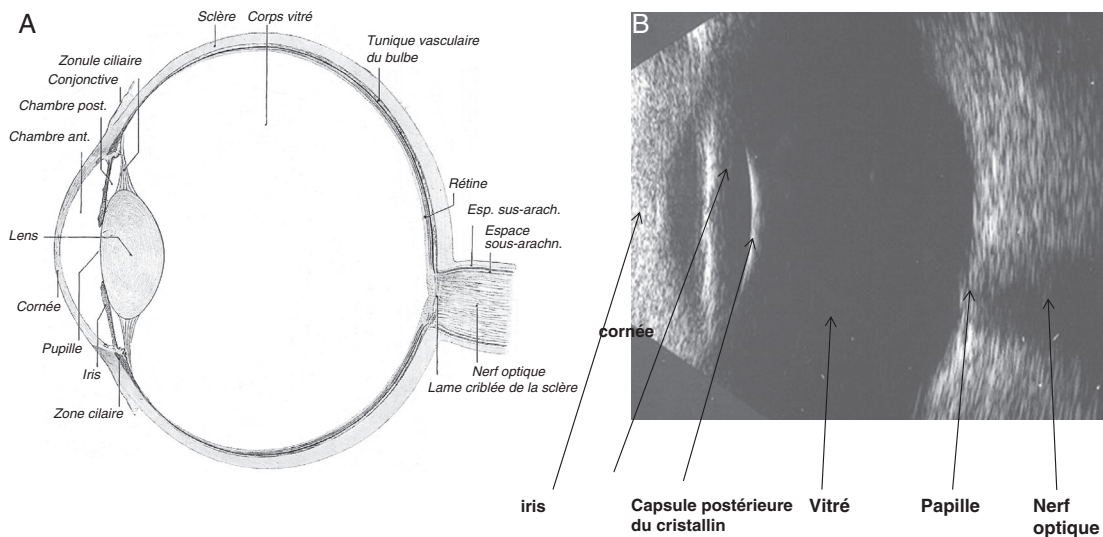 A
Sclère
Corps vitré
Zonule ciliaire
Conjonctive
Tunique vasculaire
du bulbe
Chambre post.
Chambre ant.
Rétine
Esp. sus-arach.
Espace
sous-arachn.
Lens
Cornée
Pupille
Iris
Zone cilaire
Nerf optique
Lame criblée de la sclère
B
cornée
iris
Capsule postérieure
du cristallin
Vitré
Papille
Nerf
optique